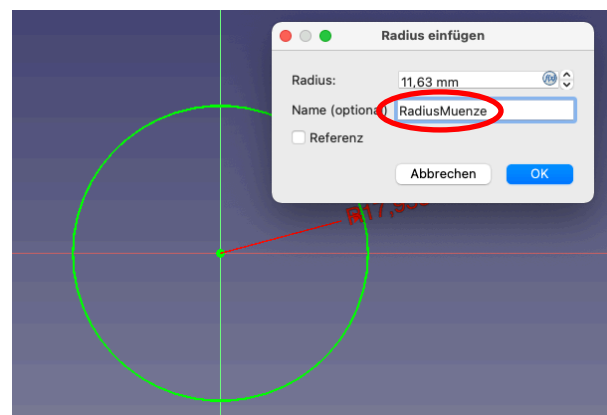 Radius einfügen
Radius: 11,63 mm
Name (optional) RadiusMuenze
Referenz
Abbrechen OK